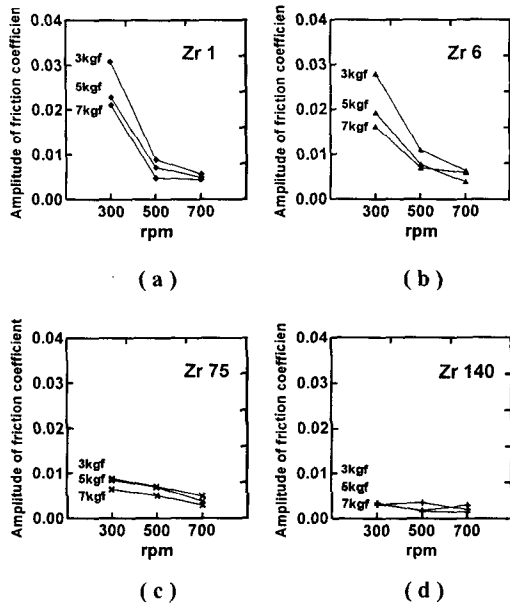 Amplitude of friction coefficien
0.04
0.03
0.02
0.01
0.00
Zr 1
3kgf
5kgf
7kgf
300 500 700
rpm
( a )
Amplitude of friction coefficien
0.04
0.03
0.02
0.01
0.00
Zr 6
3kgf
5kgf
7kgf
300 500 700
rpm
( b )
Amplitude of friction coefficient
0.04
0.03
0.02
0.01
0.00
Zr 75
3kgf
5kgf
7kgf
300 500 700
rpm
( c )
Amplitude of friction coefficien
0.04
0.03
0.02
0.01
0.00
Zr 140
3kgf
5kgf
7kgf
300 500 700
rpm
( d )